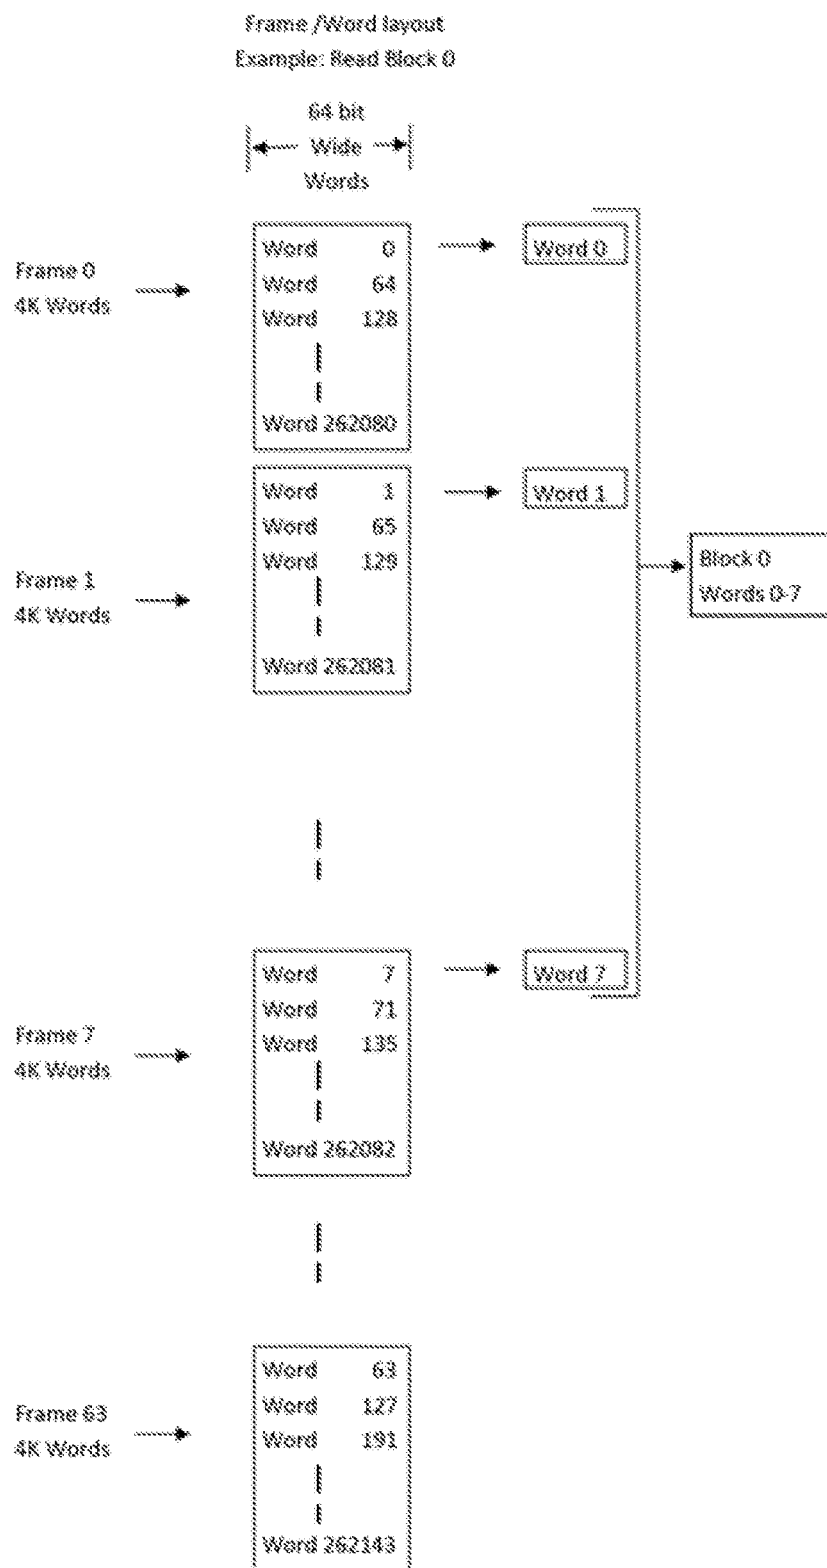 Frame /Word layout
Example: Read Block 0
64 bit
Wide
Words
Frame 0
4K Words
Word 0
Word 64
Word 128
Word 262080
Word 0
Frame 1
4K Words
Word 1
Word 65
Word 129
Word 262081
Word 1
Block 0
Words 0-7
Frame 7
4K Words
Word 7
Word 71
Word 135
Word 262082
Word 7
Frame 63
4K Words
Word 63
Word 127
Word 191
Word 262143